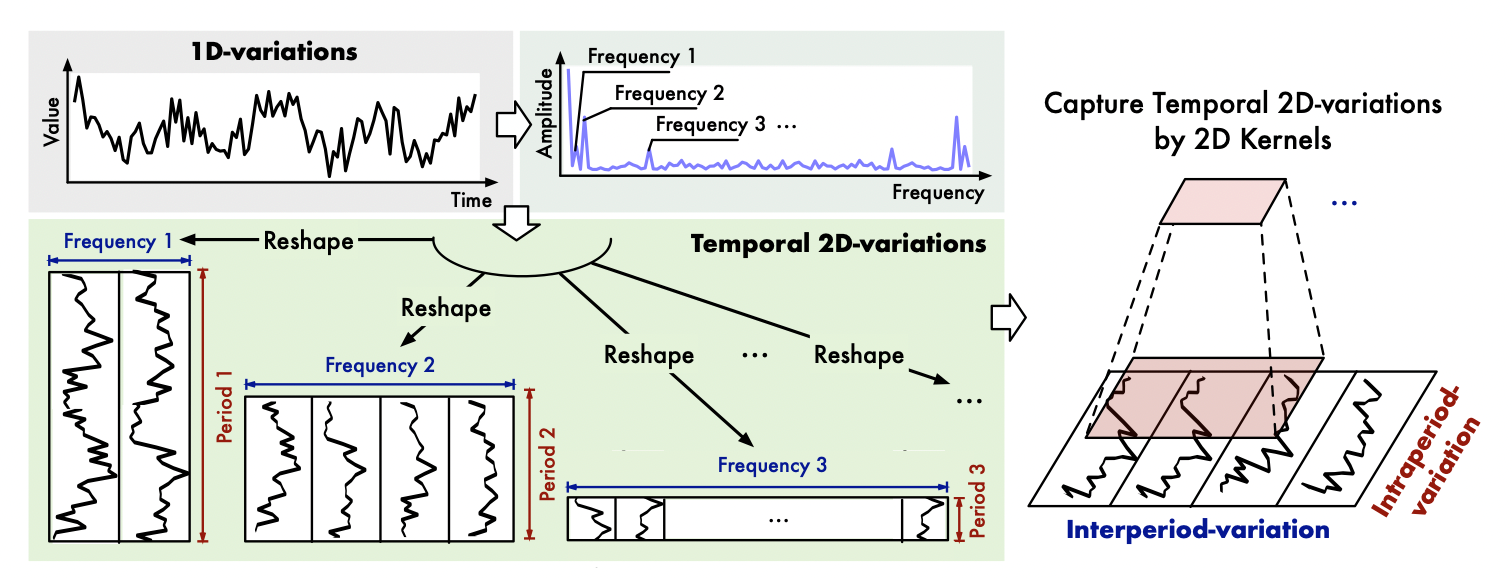 1D-variations
Value
Time
Amplitude
Frequency 1
Frequency 2
Frequency 3 ...
Frequency
Temporal 2D-variations
Frequency 1
Reshape
Period 1
Reshape
Frequency 2
Period 2
Reshape
...
Reshape
...
Frequency 3
Period 3
...
Capture Temporal 2D-variations
by 2D Kernels
...
Intraperiod-
variation
Interperiod-variation